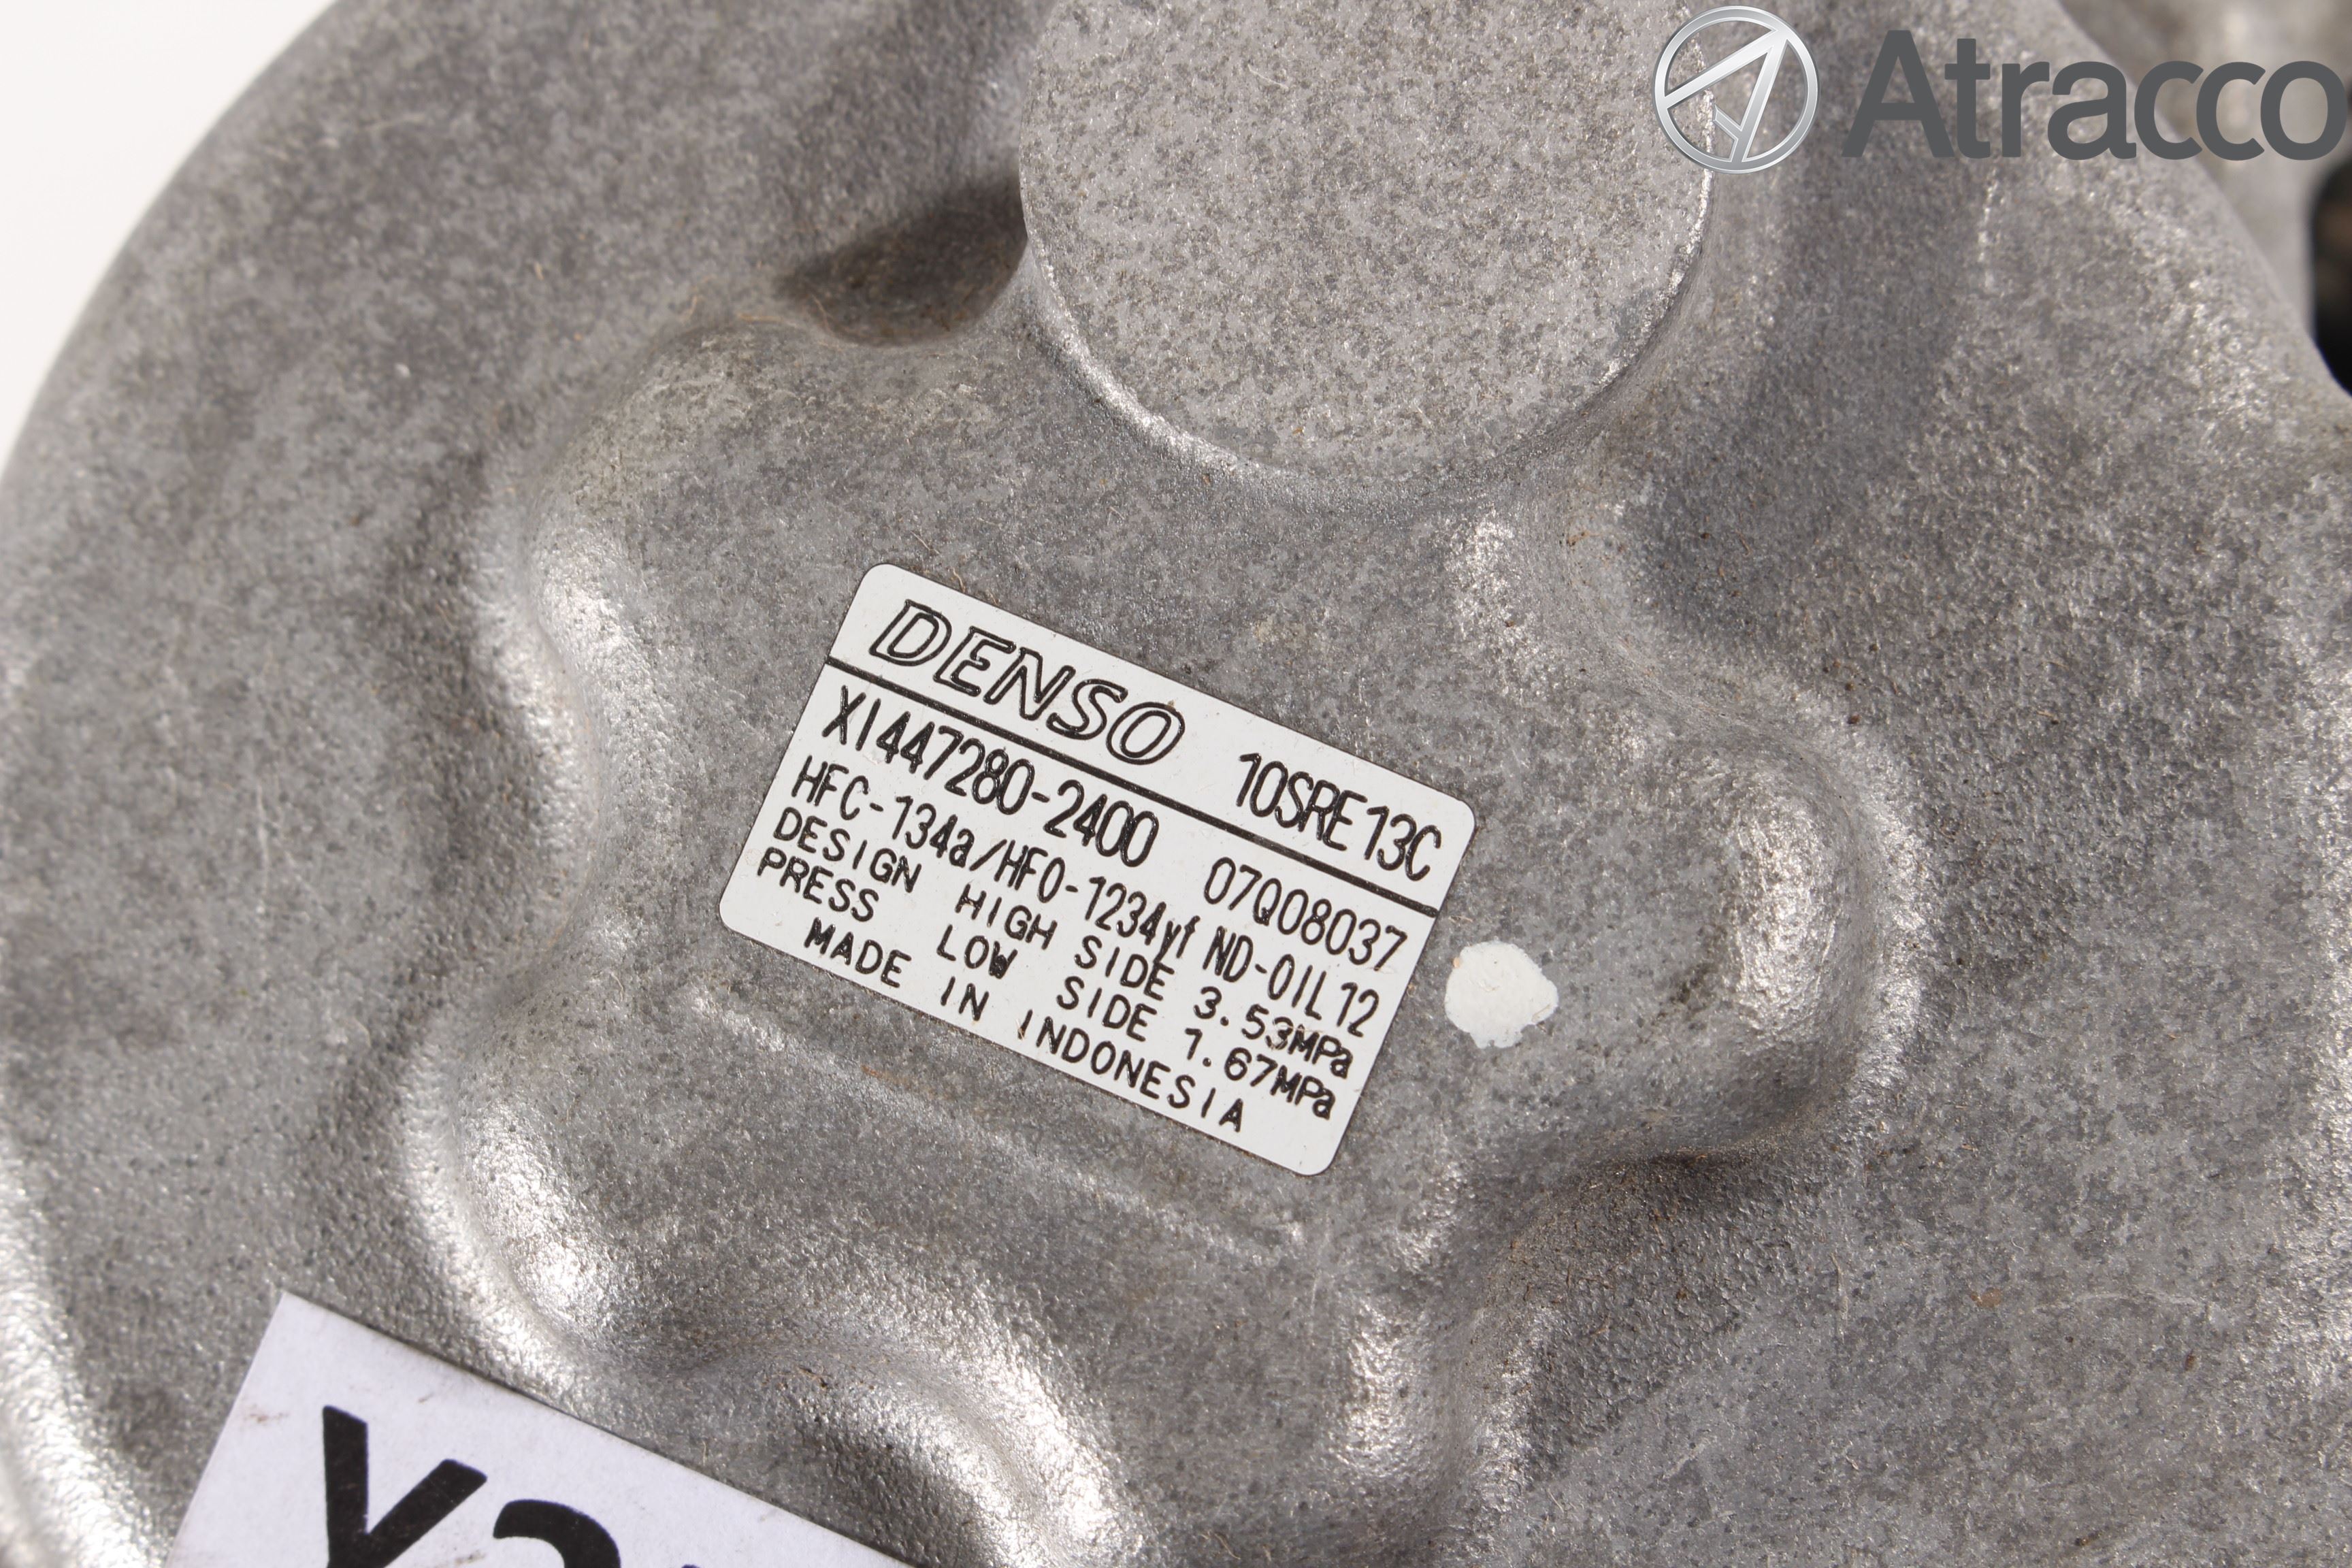 Atracco
DENSO 10SRE13C
XI447280-2400 07Q08037
HFC-134a/HFO-1234yf ND-OIL12
DESIGN HIGH SIDE 3.53MPa
PRESS LOW SIDE 1.67MPa
MADE IN INDONESIA